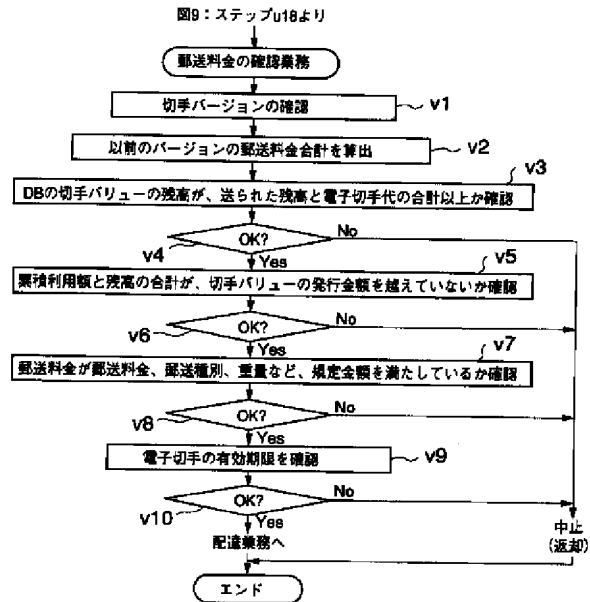 図9：ステップu18より
郵送料金の確認業務
切手バージョンの確認 v1
以前のバージョンの郵送料金合計を算出 v2
v3
DBの切手バリューの残高が、送られた残高と電子切手代の合計以上か確認
OK? No
v4
Yes
v5
累積利用額と残高の合計が、切手バリューの発行金額を越えていないか確認
OK? No
v6
Yes
v7
郵送料金が郵送料金、郵送種別、重量など、規定金額を満たしているか確認
OK? No
v8
Yes
電子切手の有効期限を確認 v9
OK? No
v10
Yes
配達業務へ
中止
(返却)
エンド